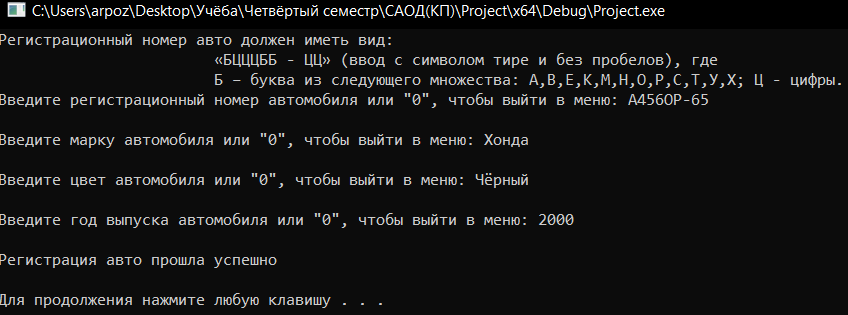 C:\Users\arpoz\Desktop\Учёба\Четвёртый семестр\САОД(КП)\Project\x64\Debug\Project.exe
Регистрационный номер авто должен иметь вид:
«БЦЦЦББ - ЦЦ» (ввод с символом тире и без пробелов), где
Б – буква из следующего множества: А,В,Е,К,М,Н,О,Р,С,Т,У,Х; Ц - цифры.
Введите регистрационный номер автомобиля или "0", чтобы выйти в меню: А456ОР-65
Введите марку автомобиля или "0", чтобы выйти в меню: Хонда
Введите цвет автомобиля или "0", чтобы выйти в меню: Чёрный
Введите год выпуска автомобиля или "0", чтобы выйти в меню: 2000
Регистрация авто прошла успешно
Для продолжения нажмите любую клавишу . . .